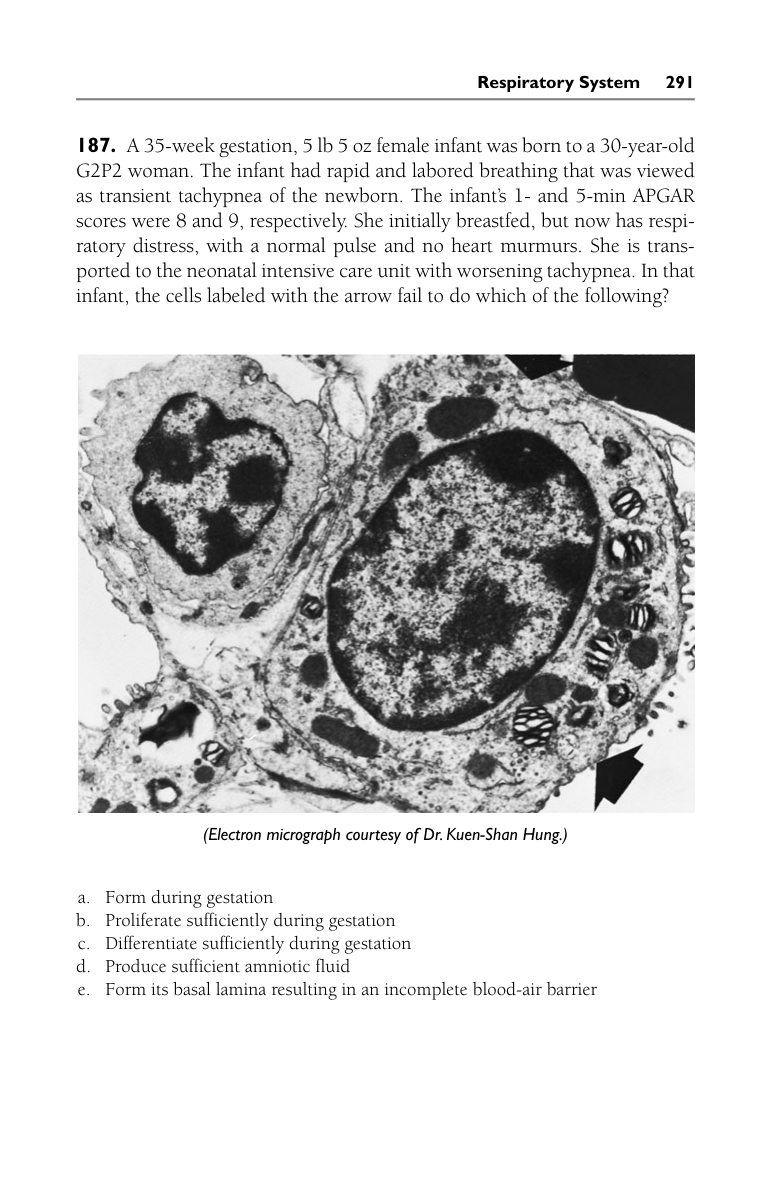 Respiratory System 291
187. A 35-week gestation, 5 lb 5 oz female infant was born to a 30-year-old
G2P2 woman. The infant had rapid and labored breathing that was viewed
as transient tachypnea of the newborn. The infant's 1- and 5-min APGAR
scores were 8 and 9, respectively. She initially breastfed, but now has respi-
ratory distress, with a normal pulse and no heart murmurs. She is trans-
ported to the neonatal intensive care unit with worsening tachypnea. In that
infant, the cells labeled with the arrow fail to do which of the following?
(Electron micrograph courtesy of Dr. Kuen-Shan Hung.)
a. Form during gestation
b. Proliferate sufficiently during gestation
c. Differentiate sufficiently during gestation
d. Produce sufficient amniotic fluid
e. Form its basal lamina resulting in an incomplete blood-air barrier